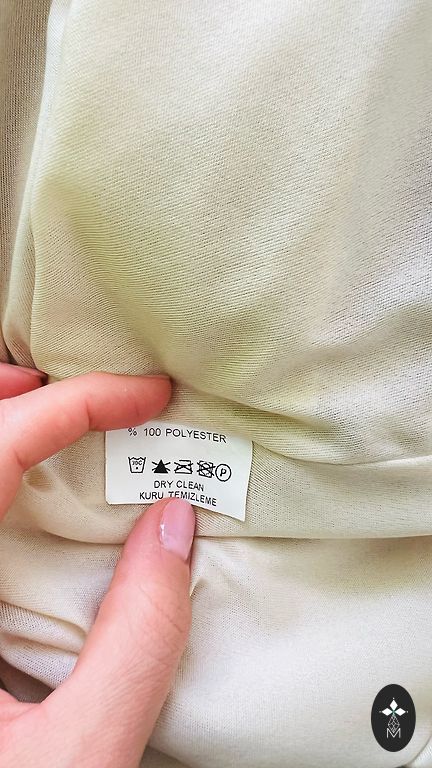 % 100 POLYESTER
P
DRY CLEAN
KURU TEMİZLEME
M